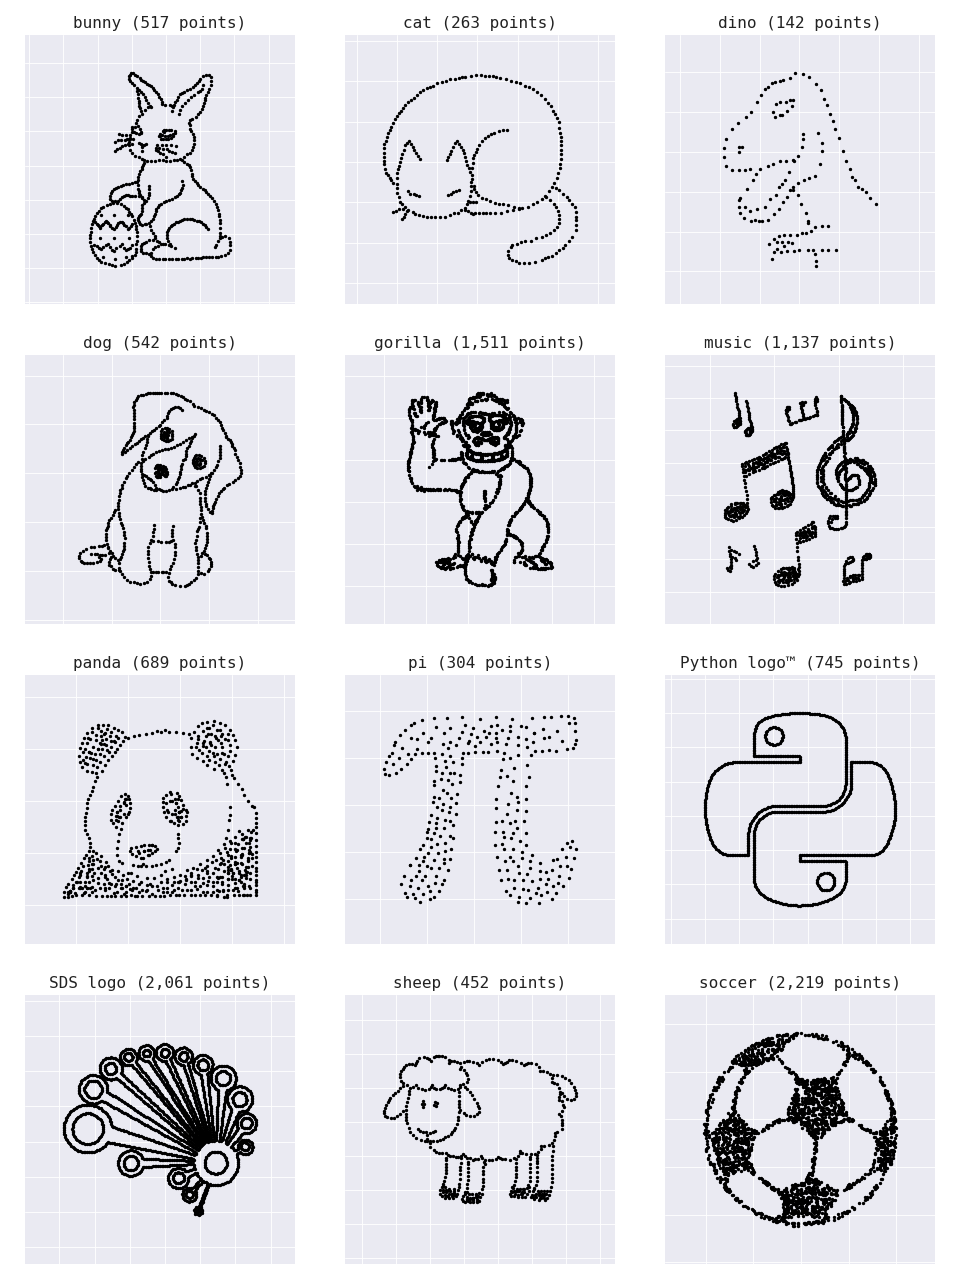 bunny (517 points)
cat (263 points)
dino (142 points)
dog (542 points)
gorilla (1,511 points)
music (1,137 points)
panda (689 points)
pi (304 points)
Python logo™ (745 points)
SDS logo (2,061 points)
sheep (452 points)
soccer (2,219 points)